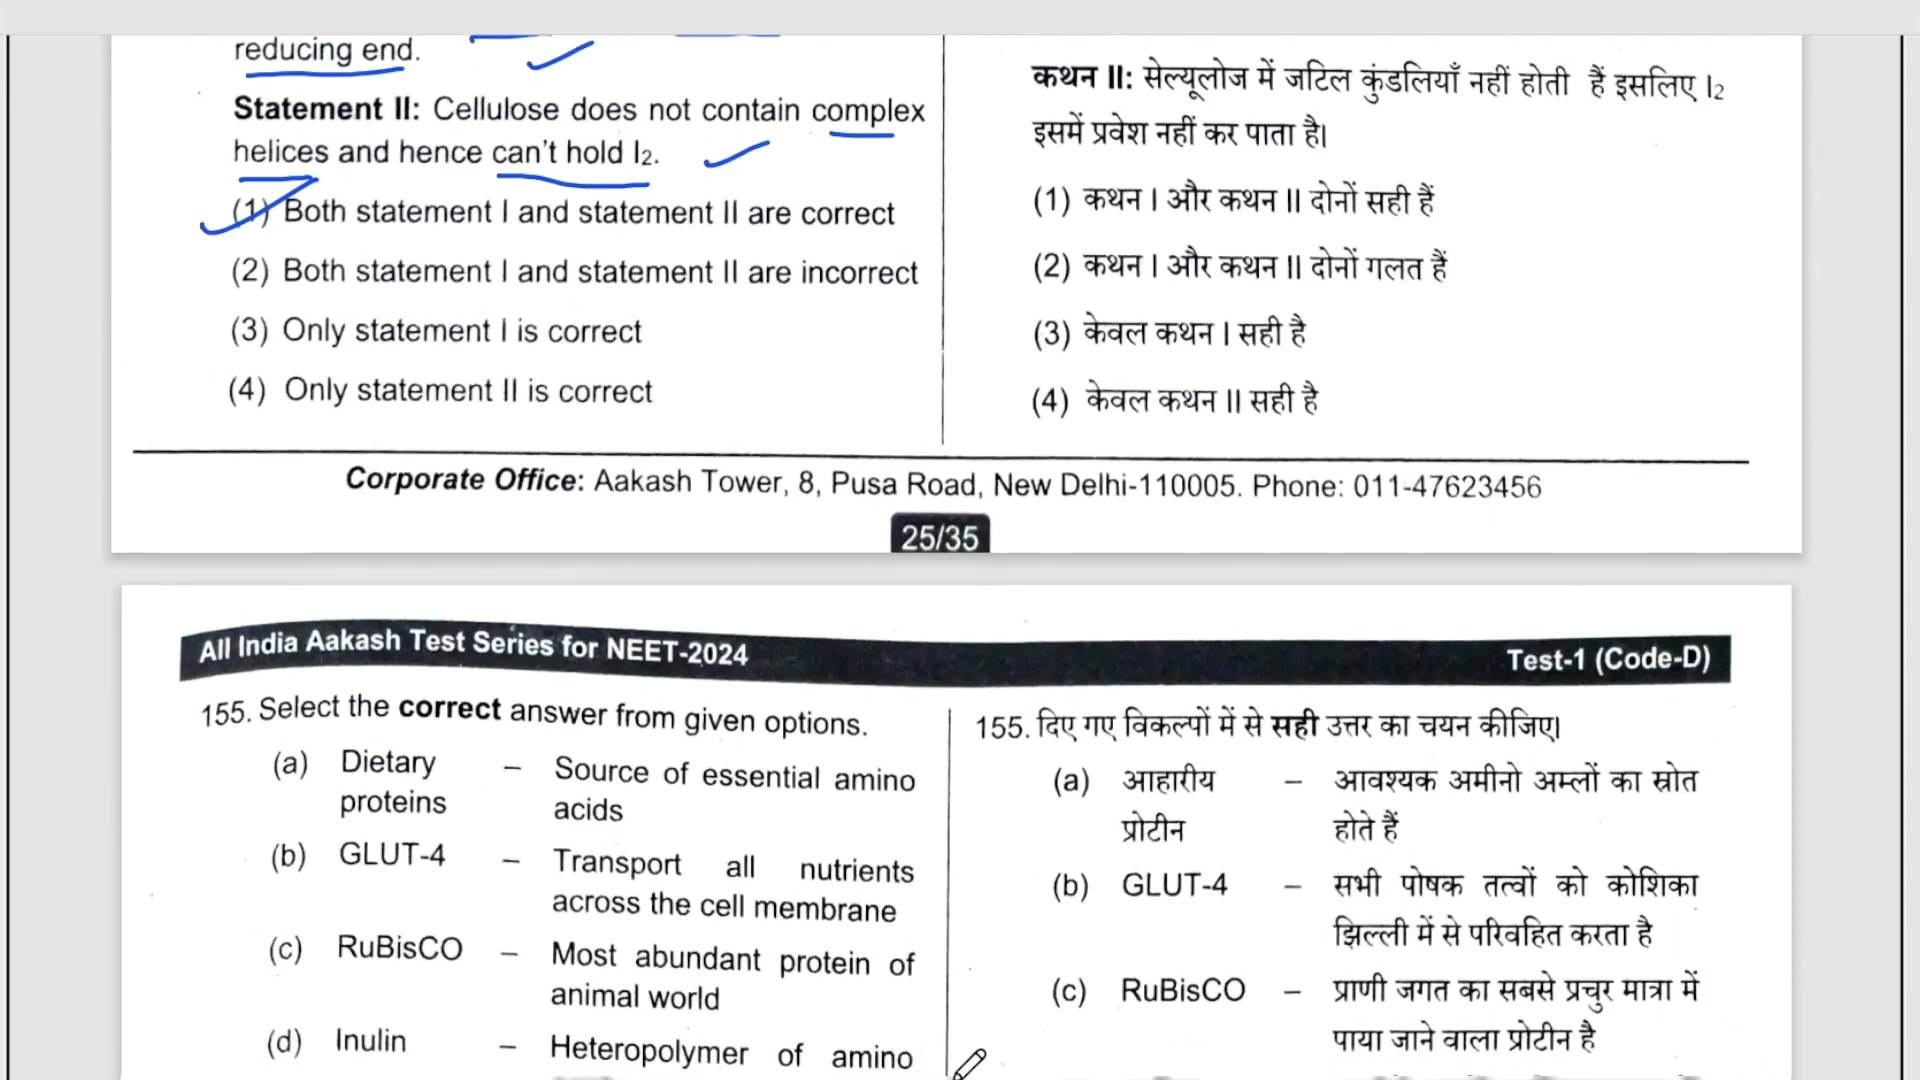 reducing end.
Statement II: Cellulose does not contain complex
helices and hence can't hold I₂.
(1) Both statement I and statement II are correct
(2) Both statement I and statement II are incorrect
(3) Only statement I is correct
(4) Only statement II is correct
कथन II: सेल्यूलोज में जटिल कुंडलियाँ नहीं होती हैं इसलिए I₂
इसमें प्रवेश नहीं कर पाता है।
(1) कथन I और कथन II दोनों सही हैं
(2) कथन I और कथन II दोनों गलत हैं
(3) केवल कथन I सही है
(4) केवल कथन II सही है
Corporate Office: Aakash Tower, 8, Pusa Road, New Delhi-110005. Phone: 011-47623456
25/35
All India Aakash Test Series for NEET-2024 Test-1 (Code-D)
155. Select the correct answer from given options.
(a) Dietary – Source of essential amino
proteins acids
(b) GLUT-4 – Transport all nutrients
across the cell membrane
(c) RuBisCO – Most abundant protein of
animal world
(d) Inulin – Heteropolymer of amino
155. दिए गए विकल्पों में से सही उत्तर का चयन कीजिए।
(a) आहारीय – आवश्यक अमीनो अम्लों का स्रोत
प्रोटीन होते हैं
(b) GLUT-4 – सभी पोषक तत्वों को कोशिका
झिल्ली में से परिवहित करता है
(c) RuBisCO – प्राणी जगत का सबसे प्रचुर मात्रा में
पाया जाने वाला प्रोटीन है